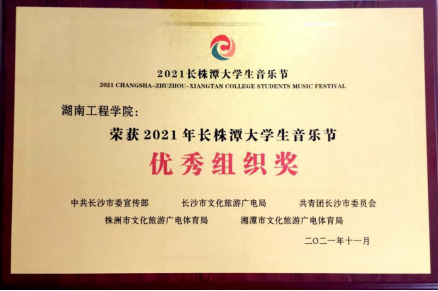 2021长株潭大学生音乐节
2021 CHANGSHA-ZHUZHOU-XIANGTAN COLLEGE STUDENTS MUSIC FESTIVAL
湖南工程学院：
荣获2021年长株潭大学生音乐节
优秀组织奖
中共长沙市委宣传部 长沙市文化旅游广电局 共青团长沙市委员会
株洲市文化旅游广电体育局 湘潭市文化旅游广电体育局
二〇二一年十一月